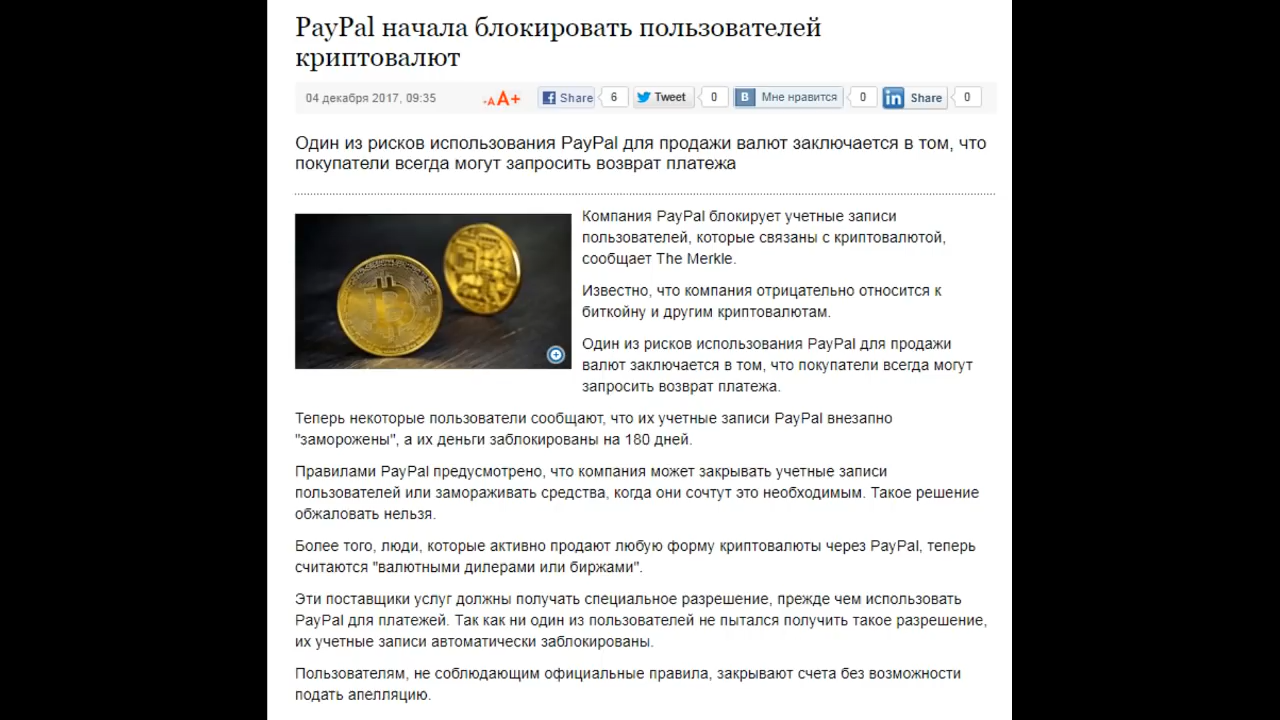 PayPal начала блокировать пользователей
криптовалют
04 декабря 2017, 09:35
-A A+
Share 6
Tweet 0
B Мне нравится 0
in Share 0
Один из рисков использования PayPal для продажи валют заключается в том, что
покупатели всегда могут запросить возврат платежа
Компания PayPal блокирует учетные записи
пользователей, которые связаны с криптовалютой,
сообщает The Merkle.
Известно, что компания отрицательно относится к
биткойну и другим криптовалютам.
Один из рисков использования PayPal для продажи
валют заключается в том, что покупатели всегда могут
запросить возврат платежа.
Теперь некоторые пользователи сообщают, что их учетные записи PayPal внезапно
"заморожены", а их деньги заблокированы на 180 дней.
Правилами PayPal предусмотрено, что компания может закрывать учетные записи
пользователей или замораживать средства, когда они сочтут это необходимым. Такое решение
обжаловать нельзя.
Более того, люди, которые активно продают любую форму криптовалюты через PayPal, теперь
считаются "валютными дилерами или биржами".
Эти поставщики услуг должны получать специальное разрешение, прежде чем использовать
PayPal для платежей. Так как ни один из пользователей не пытался получить такое разрешение,
их учетные записи автоматически заблокированы.
Пользователям, не соблюдающим официальные правила, закрывают счета без возможности
подать апелляцию.